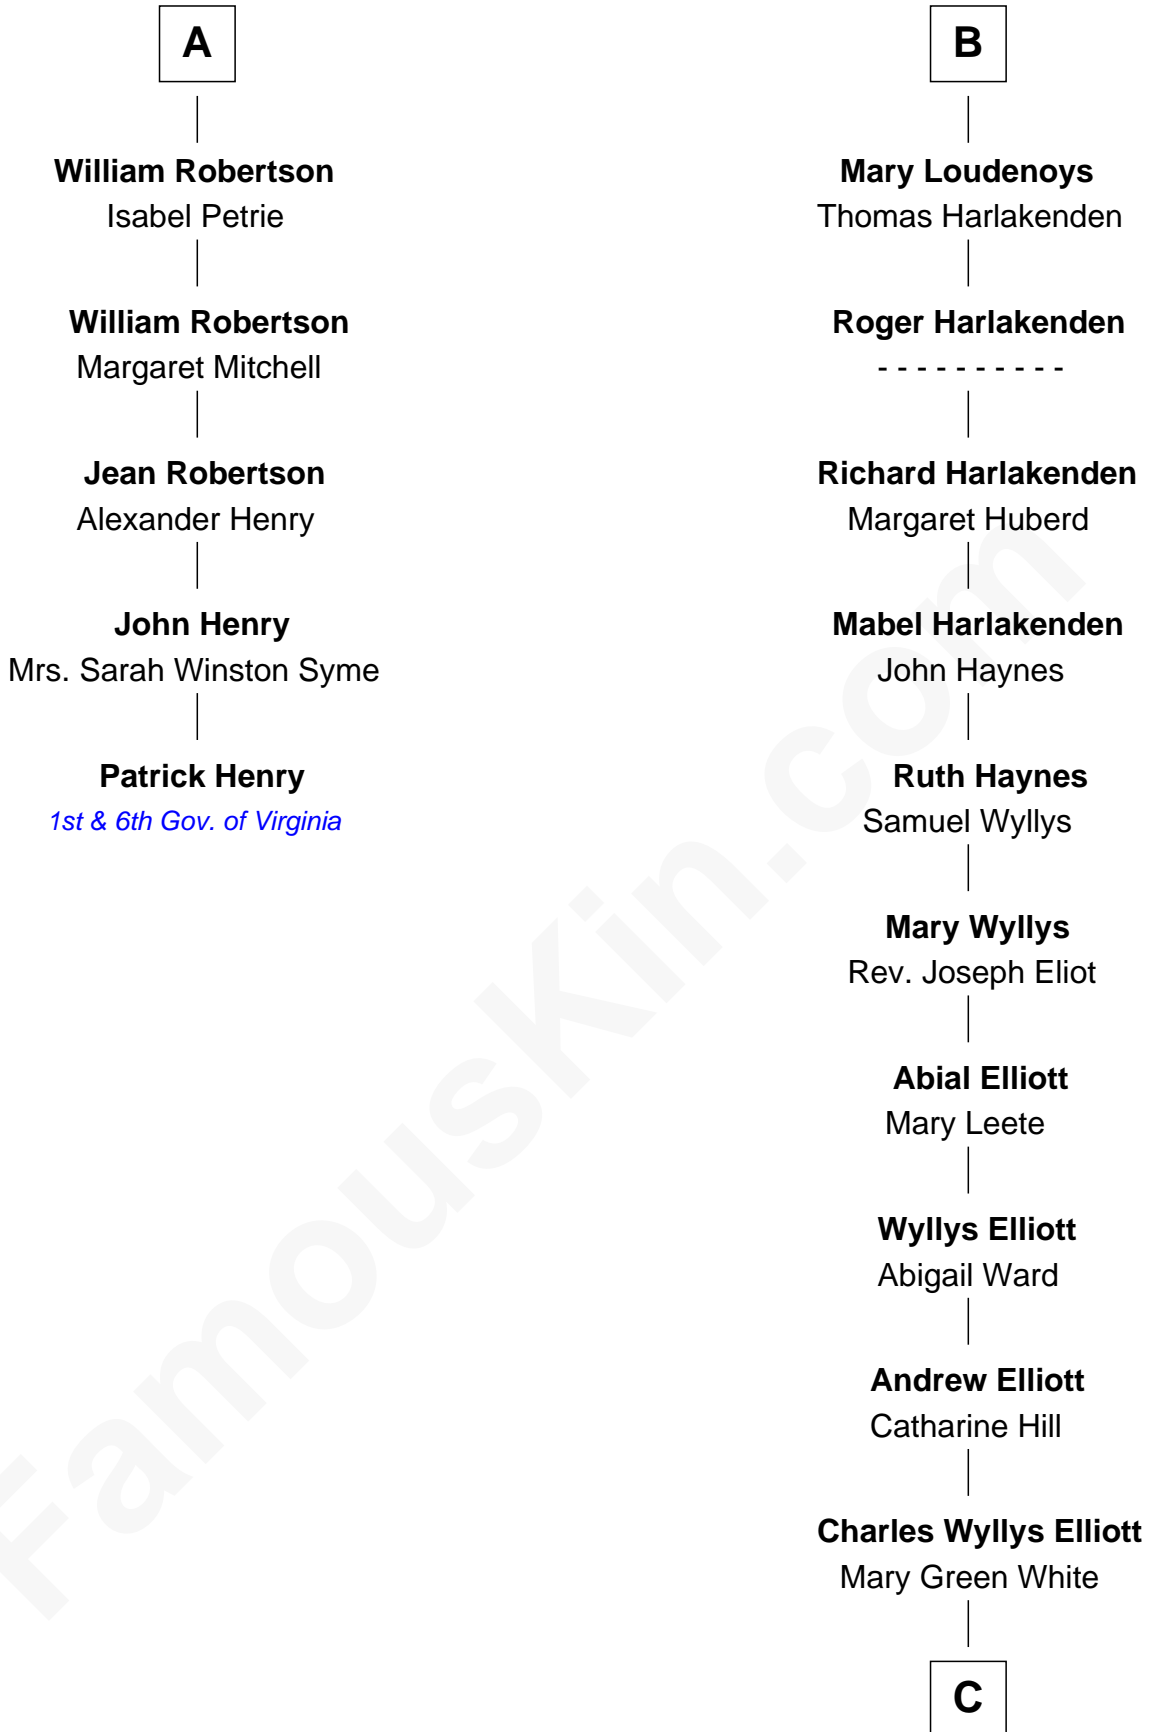 A
William Robertson
Isabel Petrie
William Robertson
Margaret Mitchell
Jean Robertson
Alexander Henry
John Henry
Mrs. Sarah Winston Syme
Patrick Henry
1st & 6th Gov. of Virginia
B
Mary Loudenoys
Thomas Harlakenden
Roger Harlakenden
- - - - - - - - - -
Richard Harlakenden
Margaret Huberd
Mabel Harlakenden
John Haynes
Ruth Haynes
Samuel Wyllys
Mary Wyllys
Rev. Joseph Eliot
Abial Elliott
Mary Leete
Wyllys Elliott
Abigail Ward
Andrew Elliott
Catharine Hill
Charles Wyllys Elliott
Mary Green White
C
FamousKin.com